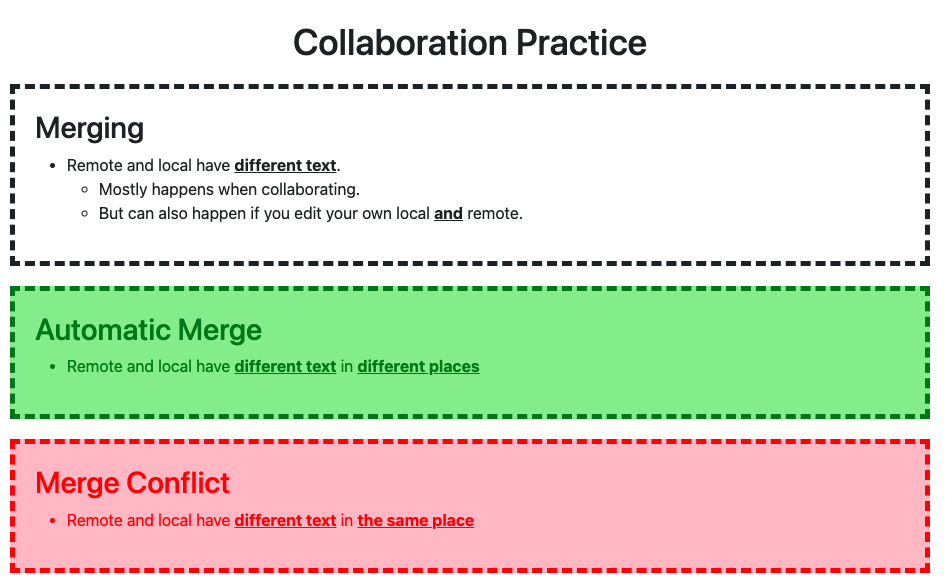 Collaboration Practice
Merging
Remote and local have different text.
Mostly happens when collaborating.
But can also happen if you edit your own local and remote.
Automatic Merge
Remote and local have different text in different places
Merge Conflict
Remote and local have different text in the same place